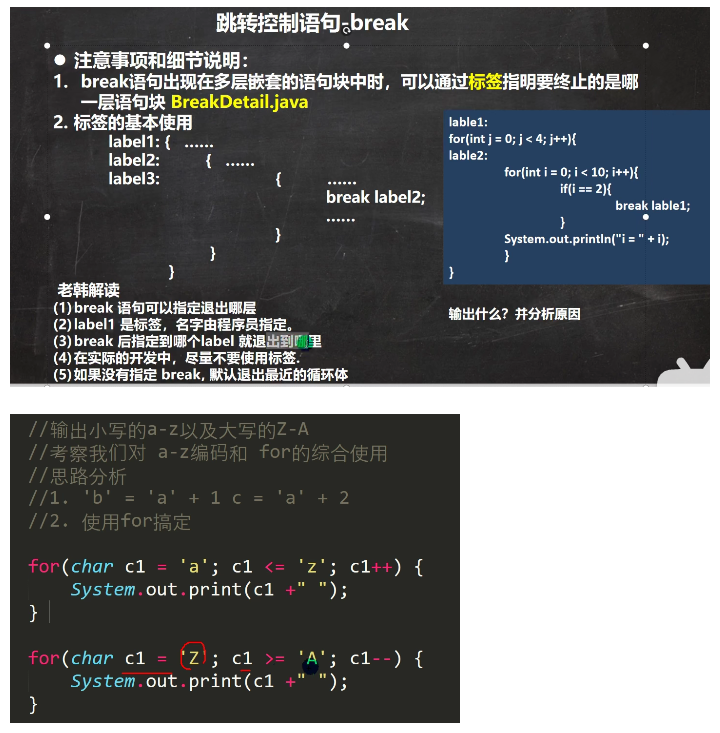 跳转控制语句-break
● 注意事项和细节说明：
1. break语句出现在多层嵌套的语句块中时，可以通过标签指明要终止的是哪
一层语句块 BreakDetail.java
2. 标签的基本使用
label1: { ……
label2: { ……
label3: { ……
break label2;
……
}
}
}
老韩解读
(1) break 语句可以指定退出哪层
(2) label1 是标签，名字由程序员指定。
(3) break 后指定到哪个label 就退出到哪里
(4) 在实际的开发中，尽量不要使用标签.
(5) 如果没有指定 break, 默认退出最近的循环体
lable1:
for(int j = 0; j < 4; j++){
lable2:
for(int i = 0; i < 10; i++){
if(i == 2){
break lable1;
}
System.out.println("i = " + i);
}
}
输出什么？并分析原因
//输出小写的a-z以及大写的Z-A
//考察我们对 a-z编码和 for的综合使用
//思路分析
//1. 'b' = 'a' + 1 c = 'a' + 2
//2. 使用for搞定
for(char c1 = 'a'; c1 <= 'z'; c1++) {
System.out.print(c1 +" ");
}
for(char c1 = 'Z'; c1 >= 'A'; c1--) {
System.out.print(c1 +" ");
}